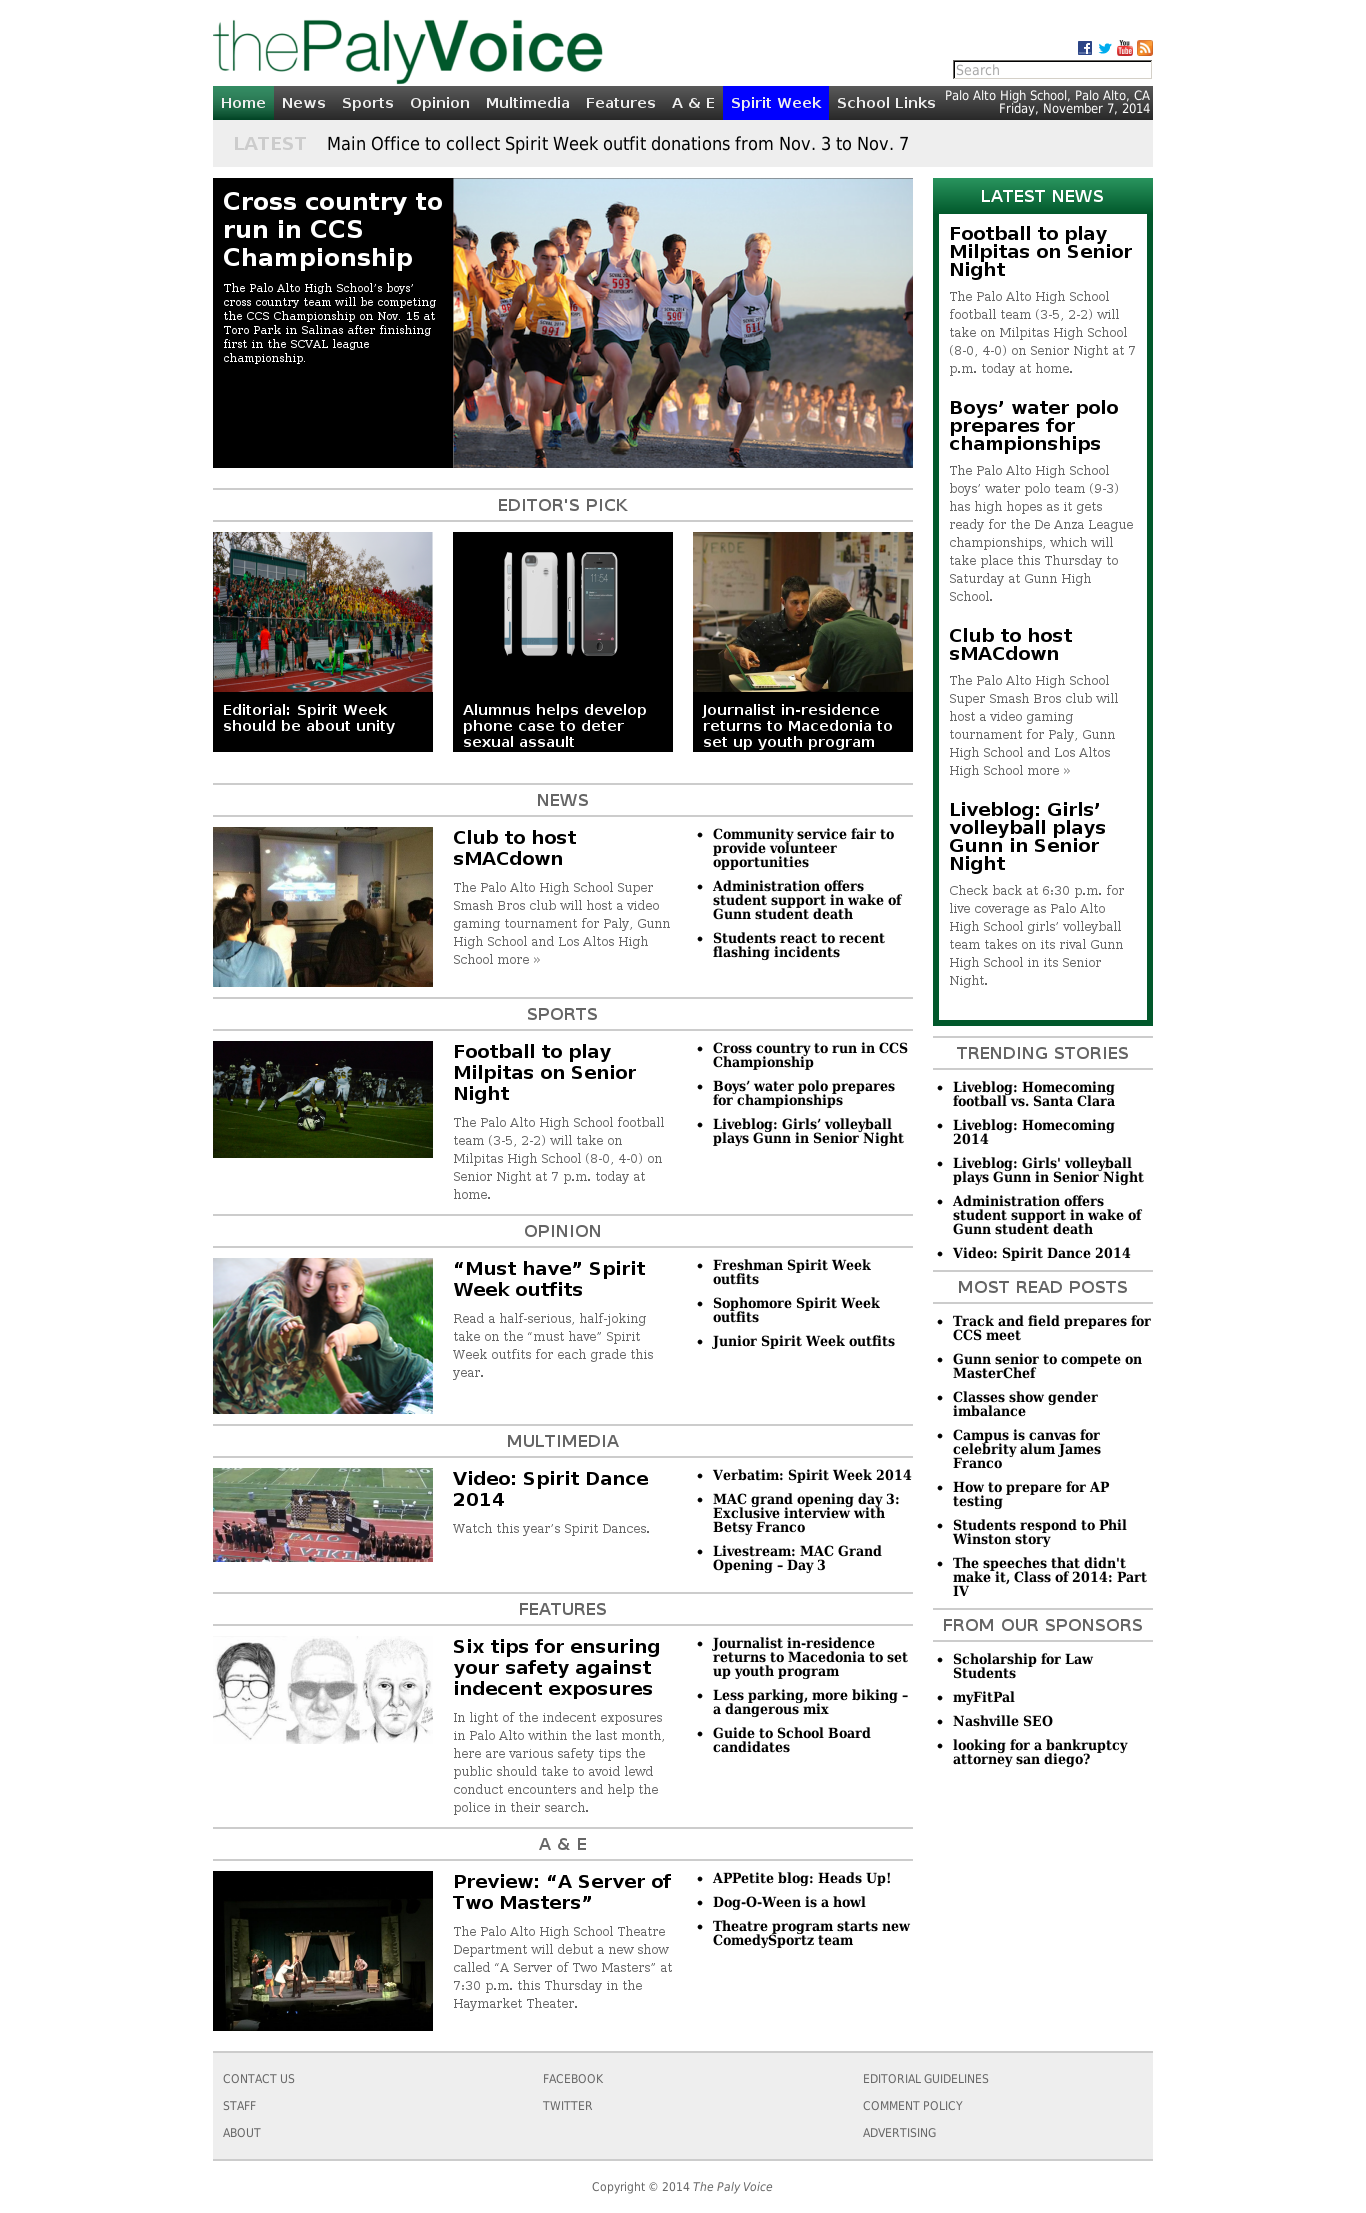 thePalyVoice
Search
Home News Sports Opinion Multimedia Features A & E Spirit Week School Links
Palo Alto High School, Palo Alto, CA
Friday, November 7, 2014
LATEST Main Office to collect Spirit Week outfit donations from Nov. 3 to Nov. 7
Cross country to
run in CCS
Championship
The Palo Alto High School’s boys’
cross country team will be competing
the CCS Championship on Nov. 15 at
Toro Park in Salinas after finishing
first in the SCVAL league
championship.
991
593
590
611
EDITOR'S PICK
VERDE
11:54
Editorial: Spirit Week
should be about unity
Alumnus helps develop
phone case to deter
sexual assault
Journalist in-residence
returns to Macedonia to
set up youth program
NEWS
Club to host
sMACdown
The Palo Alto High School Super
Smash Bros club will host a video
gaming tournament for Paly, Gunn
High School and Los Altos High
School more »
• Community service fair to
provide volunteer
opportunities
• Administration offers
student support in wake of
Gunn student death
• Students react to recent
flashing incidents
SPORTS
Football to play
Milpitas on Senior
Night
The Palo Alto High School football
team (3-5, 2-2) will take on
Milpitas High School (8-0, 4-0) on
Senior Night at 7 p.m. today at
home.
• Cross country to run in CCS
Championship
• Boys’ water polo prepares
for championships
• Liveblog: Girls’ volleyball
plays Gunn in Senior Night
OPINION
“Must have” Spirit
Week outfits
Read a half-serious, half-joking
take on the “must have” Spirit
Week outfits for each grade this
year.
• Freshman Spirit Week
outfits
• Sophomore Spirit Week
outfits
• Junior Spirit Week outfits
MULTIMEDIA
PALO
VIKI
Video: Spirit Dance
2014
Watch this year’s Spirit Dances.
• Verbatim: Spirit Week 2014
• MAC grand opening day 3:
Exclusive interview with
Betsy Franco
• Livestream: MAC Grand
Opening – Day 3
FEATURES
Six tips for ensuring
your safety against
indecent exposures
In light of the indecent exposures
in Palo Alto within the last month,
here are various safety tips the
public should take to avoid lewd
conduct encounters and help the
police in their search.
• Journalist in-residence
returns to Macedonia to set
up youth program
• Less parking, more biking –
a dangerous mix
• Guide to School Board
candidates
A & E
Preview: “A Server of
Two Masters”
The Palo Alto High School Theatre
Department will debut a new show
called “A Server of Two Masters” at
7:30 p.m. this Thursday in the
Haymarket Theater.
• APPetite blog: Heads Up!
• Dog-O-Ween is a howl
• Theatre program starts new
ComedySportz team
LATEST NEWS
Football to play
Milpitas on Senior
Night
The Palo Alto High School
football team (3-5, 2-2) will
take on Milpitas High School
(8-0, 4-0) on Senior Night at 7
p.m. today at home.
Boys’ water polo
prepares for
championships
The Palo Alto High School
boys’ water polo team (9-3)
has high hopes as it gets
ready for the De Anza League
championships, which will
take place this Thursday to
Saturday at Gunn High
School.
Club to host
sMACdown
The Palo Alto High School
Super Smash Bros club will
host a video gaming
tournament for Paly, Gunn
High School and Los Altos
High School more »
Liveblog: Girls’
volleyball plays
Gunn in Senior
Night
Check back at 6:30 p.m. for
live coverage as Palo Alto
High School girls’ volleyball
team takes on its rival Gunn
High School in its Senior
Night.
TRENDING STORIES
• Liveblog: Homecoming
football vs. Santa Clara
• Liveblog: Homecoming
2014
• Liveblog: Girls' volleyball
plays Gunn in Senior Night
• Administration offers
student support in wake of
Gunn student death
• Video: Spirit Dance 2014
MOST READ POSTS
• Track and field prepares for
CCS meet
• Gunn senior to compete on
MasterChef
• Classes show gender
imbalance
• Campus is canvas for
celebrity alum James
Franco
• How to prepare for AP
testing
• Students respond to Phil
Winston story
• The speeches that didn't
make it, Class of 2014: Part
IV
FROM OUR SPONSORS
• Scholarship for Law
Students
• myFitPal
• Nashville SEO
• looking for a bankruptcy
attorney san diego?
CONTACT US
STAFF
ABOUT
FACEBOOK
TWITTER
EDITORIAL GUIDELINES
COMMENT POLICY
ADVERTISING
Copyright © 2014 The Paly Voice